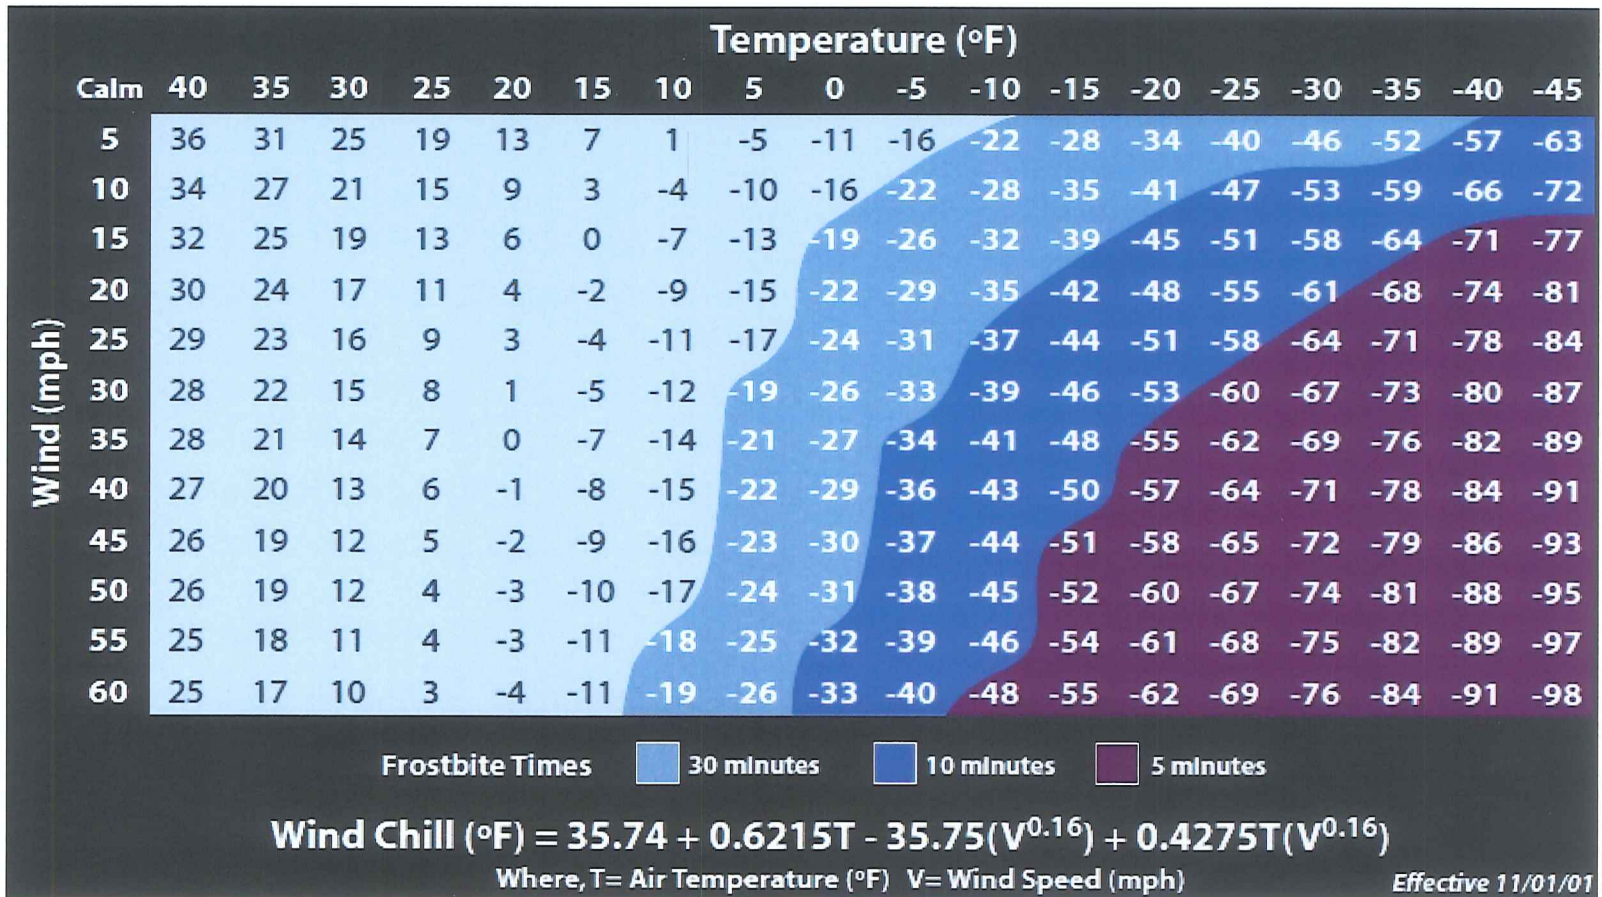 Temperature (°F)
Calm 40 35 30 25 20 15 10 5 0 -5 -10 -15 -20 -25 -30 -35 -40 -45
5 36 31 25 19 13 7 1 -5 -11 -16 -22 -28 -34 -40 -46 -52 -57 -63
10 34 27 21 15 9 3 -4 -10 -16 -22 -28 -35 -41 -47 -53 -59 -66 -72
15 32 25 19 13 6 0 -7 -13 -19 -26 -32 -39 -45 -51 -58 -64 -71 -77
20 30 24 17 11 4 -2 -9 -15 -22 -29 -35 -42 -48 -55 -61 -68 -74 -81
25 29 23 16 9 3 -4 -11 -17 -24 -31 -37 -44 -51 -58 -64 -71 -78 -84
30 28 22 15 8 1 -5 -12 -19 -26 -33 -39 -46 -53 -60 -67 -73 -80 -87
35 28 21 14 7 0 -7 -14 -21 -27 -34 -41 -48 -55 -62 -69 -76 -82 -89
40 27 20 13 6 -1 -8 -15 -22 -29 -36 -43 -50 -57 -64 -71 -78 -84 -91
45 26 19 12 5 -2 -9 -16 -23 -30 -37 -44 -51 -58 -65 -72 -79 -86 -93
50 26 19 12 4 -3 -10 -17 -24 -31 -38 -45 -52 -60 -67 -74 -81 -88 -95
55 25 18 11 4 -3 -11 -18 -25 -32 -39 -46 -54 -61 -68 -75 -82 -89 -97
60 25 17 10 3 -4 -11 -19 -26 -33 -40 -48 -55 -62 -69 -76 -84 -91 -98
Wind (mph)
Frostbite Times 30 minutes 10 minutes 5 minutes
Wind Chill (°F) = 35.74 + 0.6215T - 35.75(V^0.16) + 0.4275T(V^0.16)
Where, T= Air Temperature (°F) V= Wind Speed (mph)
Effective 11/01/01